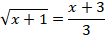 √(x + 1) = (x + 3)/3